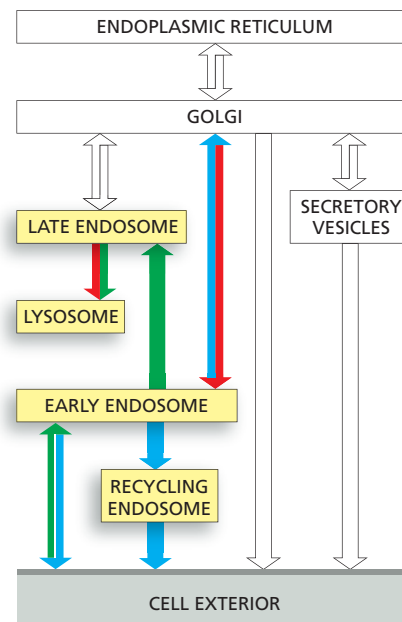 ENDOPLASMIC RETICULUM
GOLGI
LATE ENDOSOME
SECRETORY
VESICLES
LYSOSOME
EARLY ENDOSOME
RECYCLING
ENDOSOME
CELL EXTERIOR